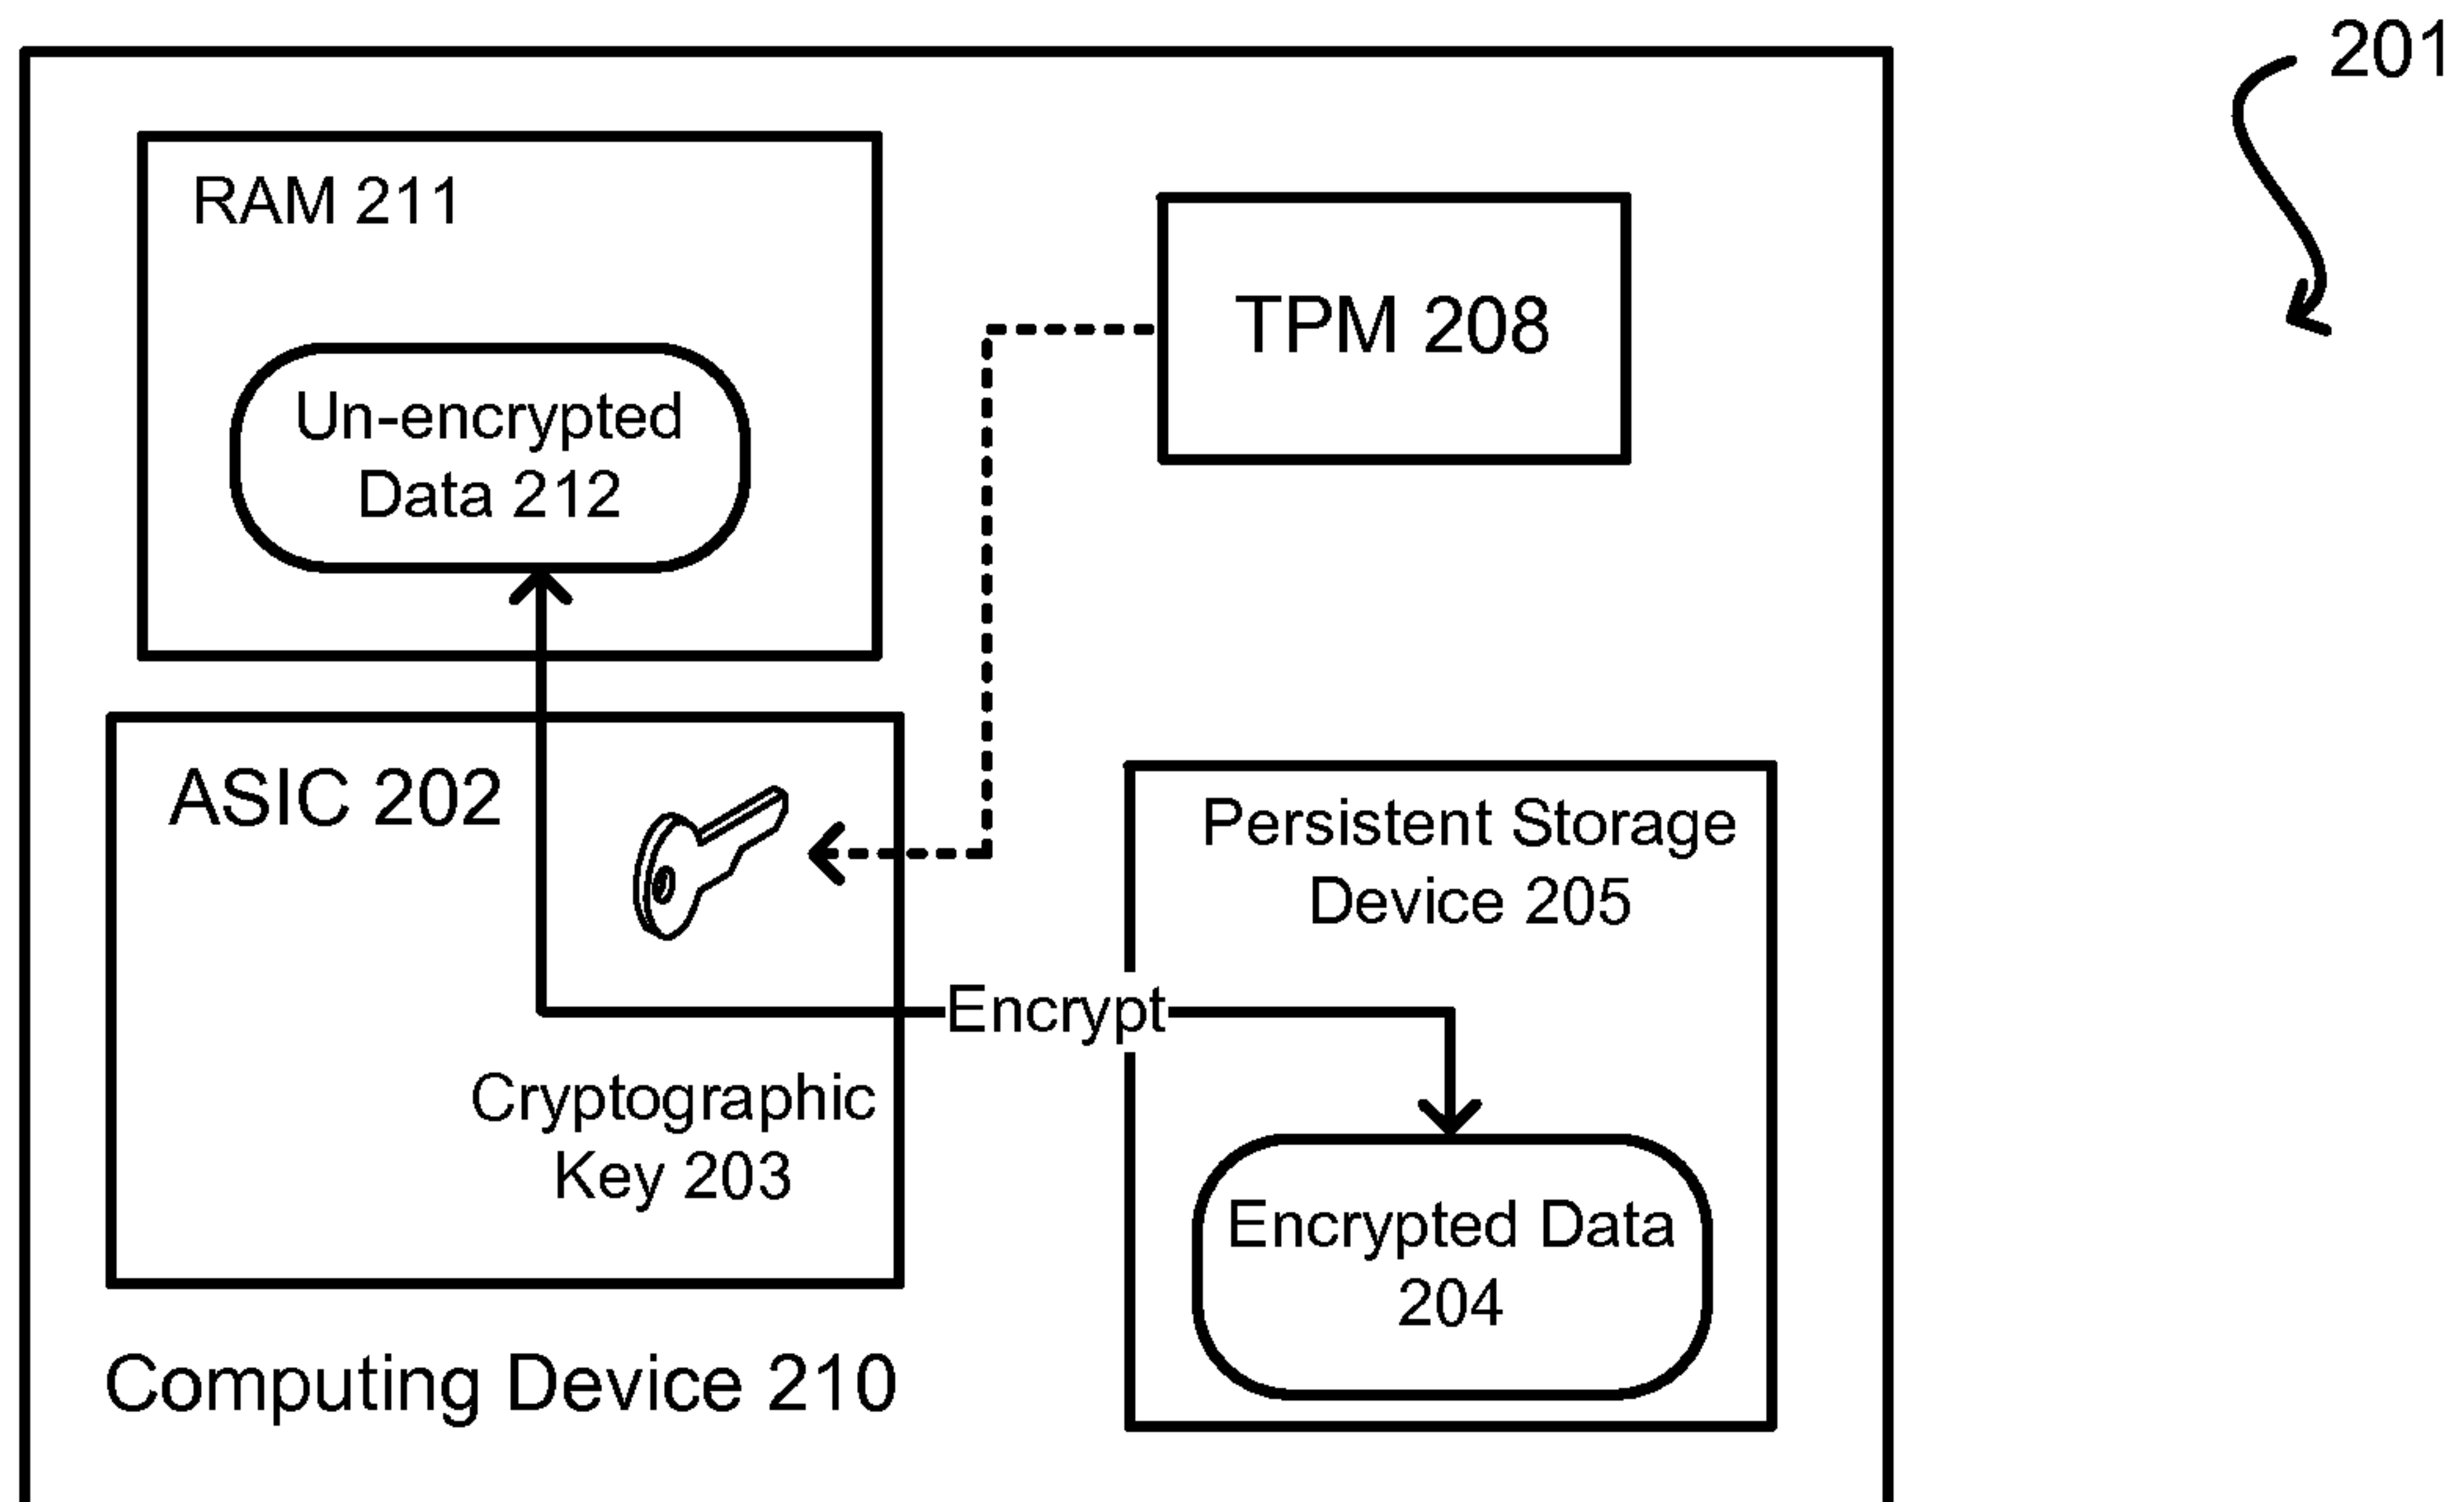 201
RAM 211
TPM 208
Un-encrypted
Data 212
ASIC 202
Persistent Storage
Device 205
Encrypt
Cryptographic
Key 203
Encrypted Data
204
Computing Device 210